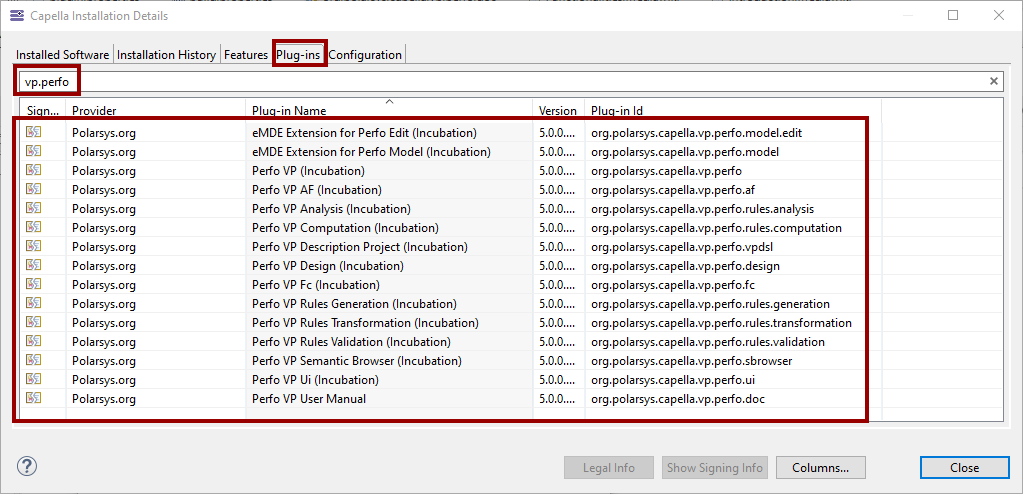 Capella Installation Details
Installed Software Installation History Features Plug-ins Configuration
vp.perfo
Sign... Provider Plug-in Name Version Plug-in Id
Polarsys.org eMDE Extension for Perfo Edit (Incubation) 5.0.0.... org.polarsys.capella.vp.perfo.model.edit
Polarsys.org eMDE Extension for Perfo Model (Incubation) 5.0.0.... org.polarsys.capella.vp.perfo.model
Polarsys.org Perfo VP (Incubation) 5.0.0.... org.polarsys.capella.vp.perfo
Polarsys.org Perfo VP AF (Incubation) 5.0.0.... org.polarsys.capella.vp.perfo.af
Polarsys.org Perfo VP Analysis (Incubation) 5.0.0.... org.polarsys.capella.vp.perfo.rules.analysis
Polarsys.org Perfo VP Computation (Incubation) 5.0.0.... org.polarsys.capella.vp.perfo.rules.computation
Polarsys.org Perfo VP Description Project (Incubation) 5.0.0.... org.polarsys.capella.vp.perfo.vpdsl
Polarsys.org Perfo VP Design (Incubation) 5.0.0.... org.polarsys.capella.vp.perfo.design
Polarsys.org Perfo VP Fc (Incubation) 5.0.0.... org.polarsys.capella.vp.perfo.fc
Polarsys.org Perfo VP Rules Generation (Incubation) 5.0.0.... org.polarsys.capella.vp.perfo.rules.generation
Polarsys.org Perfo VP Rules Transformation (Incubation) 5.0.0.... org.polarsys.capella.vp.perfo.rules.transformation
Polarsys.org Perfo VP Rules Validation (Incubation) 5.0.0.... org.polarsys.capella.vp.perfo.rules.validation
Polarsys.org Perfo VP Semantic Browser (Incubation) 5.0.0.... org.polarsys.capella.vp.perfo.sbrowser
Polarsys.org Perfo VP Ui (Incubation) 5.0.0.... org.polarsys.capella.vp.perfo.ui
Polarsys.org Perfo VP User Manual 5.0.0.... org.polarsys.capella.vp.perfo.doc
? Legal Info Show Signing Info Columns... Close